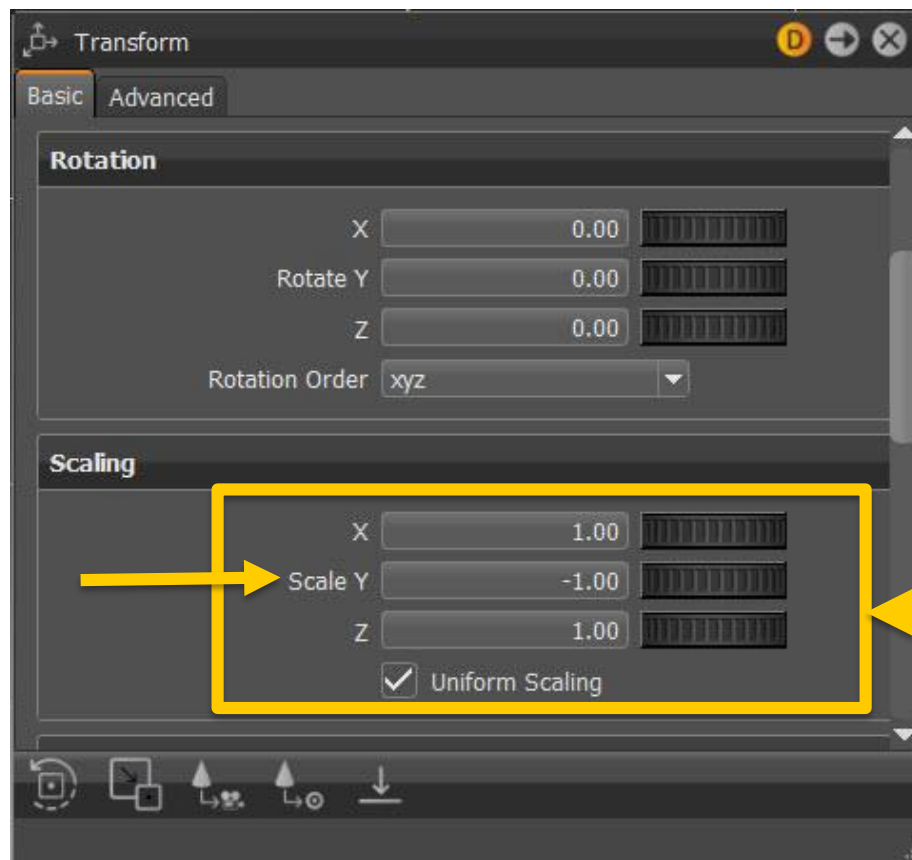 Transform D
Basic Advanced
Rotation
X 0.00
Rotate Y 0.00
Z 0.00
Rotation Order xyz
Scaling
X 1.00
Scale Y -1.00
Z 1.00
Uniform Scaling